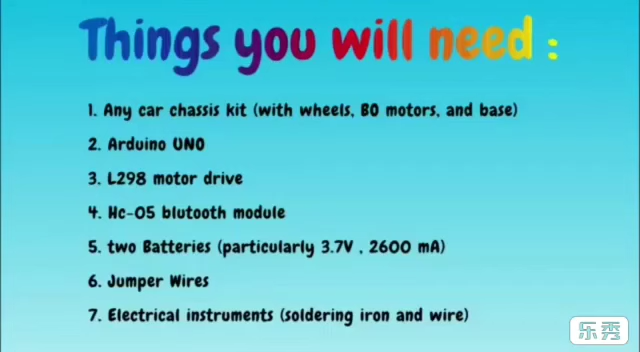 Things you will need :
1. Any car chassis kit (with wheels, BO motors, and base)
2. Arduino UNO
3. L298 motor drive
4. Hc-05 blutooth module
5. two Batteries (particularly 3.7V , 2600 mA)
6. Jumper Wires
7. Electrical instruments (soldering iron and wire)
乐秀